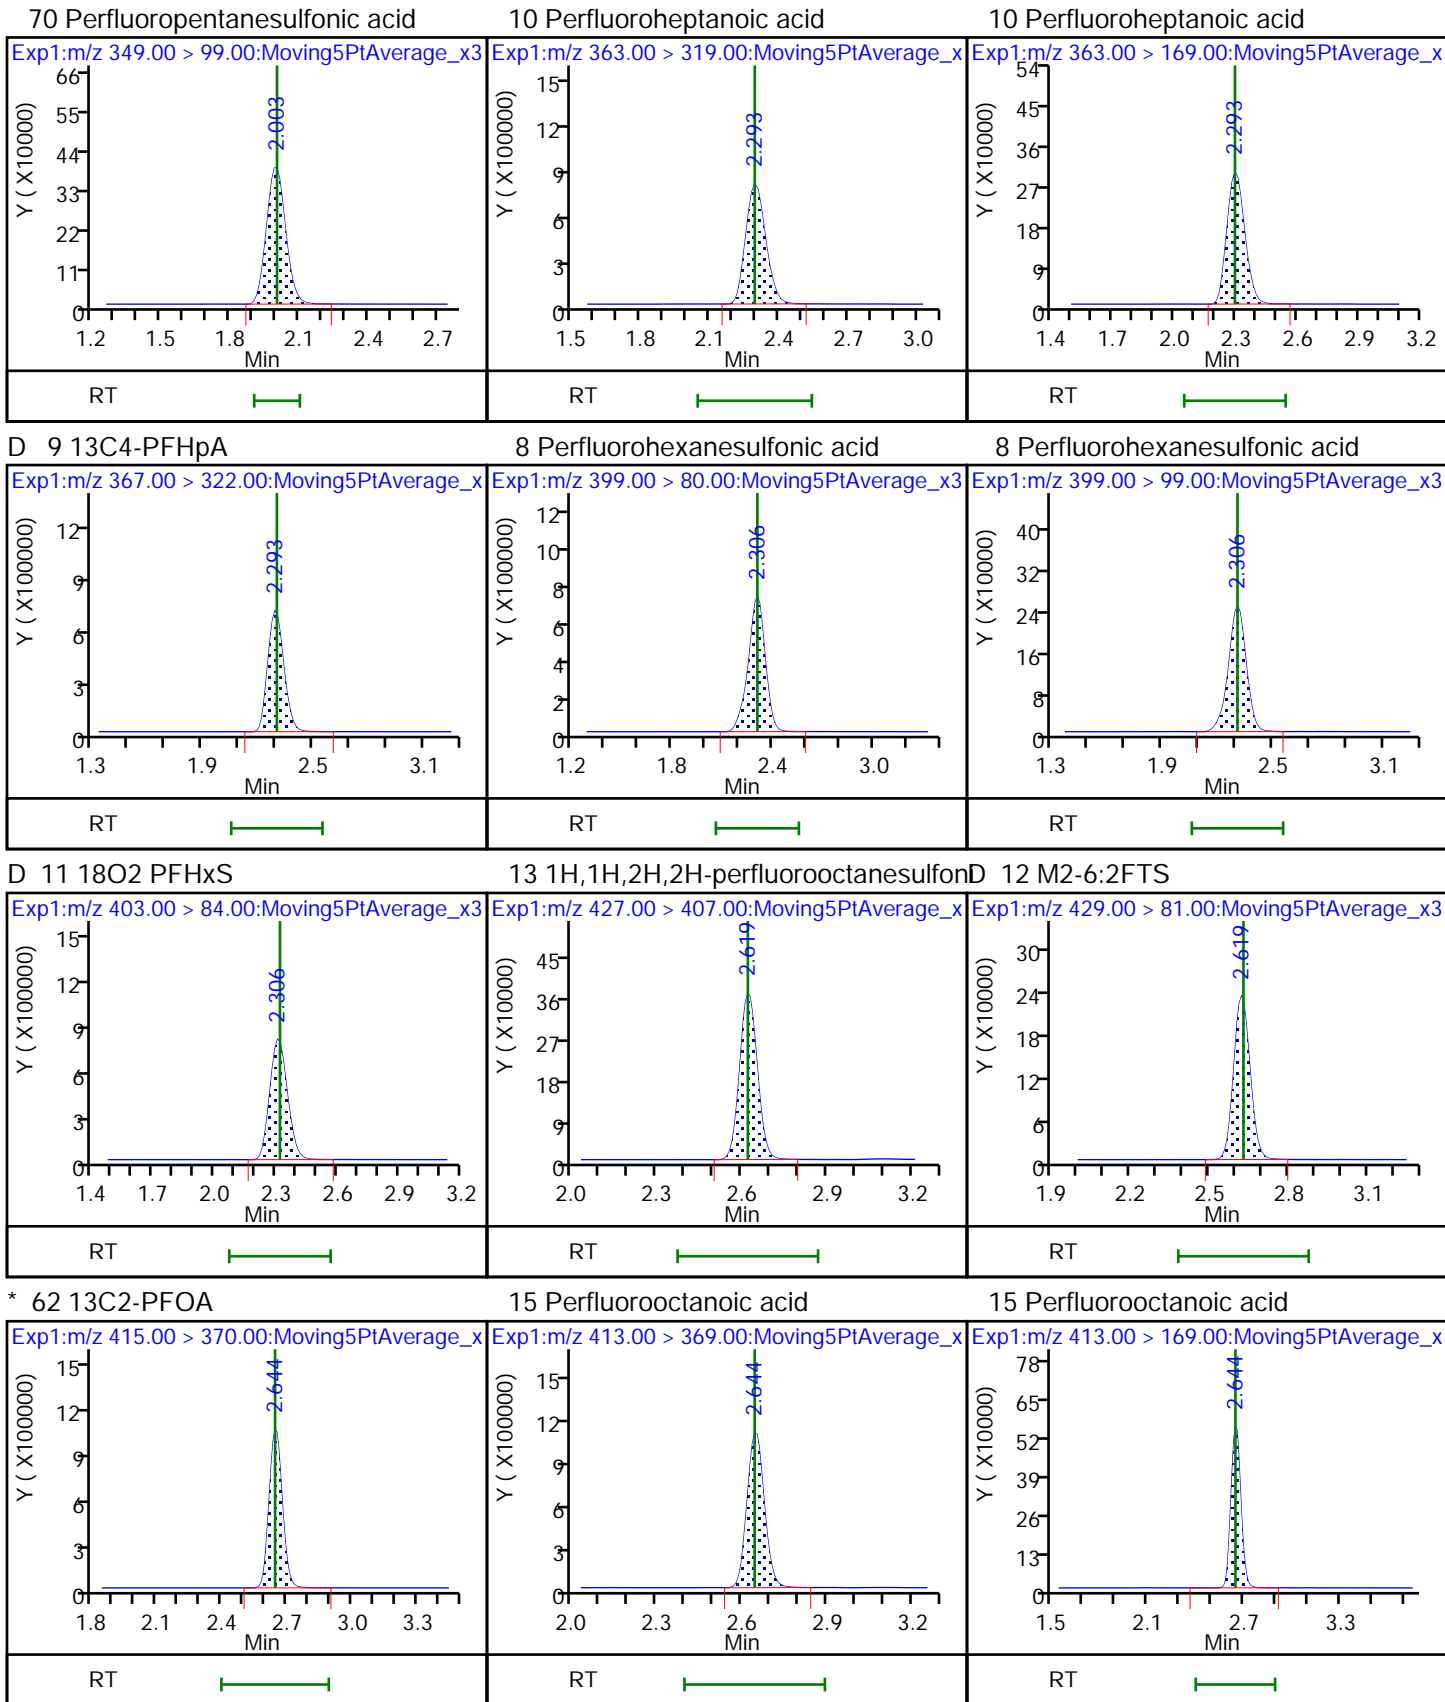 70 Perfluoropentanesulfonic acid
Exp1:m/z 349.00 > 99.00:Moving5PtAverage_x3
Y ( X10000)
66
55
44
33
22
11
0
2.003
1.2 1.5 1.8 2.1 2.4 2.7
Min
RT
10 Perfluoroheptanoic acid
Exp1:m/z 363.00 > 319.00:Moving5PtAverage_x
Y ( X100000)
15
12
9
6
3
0
2.293
1.5 1.8 2.1 2.4 2.7 3.0
Min
RT
10 Perfluoroheptanoic acid
Exp1:m/z 363.00 > 169.00:Moving5PtAverage_x
Y ( X10000)
54
45
36
27
18
9
0
2.293
1.4 1.7 2.0 2.3 2.6 2.9 3.2
Min
RT
D 9 13C4-PFHpA
Exp1:m/z 367.00 > 322.00:Moving5PtAverage_x
Y ( X100000)
12
9
6
3
0
2.293
1.3 1.9 2.5 3.1
Min
RT
8 Perfluorohexanesulfonic acid
Exp1:m/z 399.00 > 80.00:Moving5PtAverage_x3
Y ( X100000)
12
10
8
6
4
2
0
2.306
1.2 1.8 2.4 3.0
Min
RT
8 Perfluorohexanesulfonic acid
Exp1:m/z 399.00 > 99.00:Moving5PtAverage_x3
Y ( X10000)
40
32
24
16
8
0
2.306
1.3 1.9 2.5 3.1
Min
RT
D 11 18O2 PFHxS
Exp1:m/z 403.00 > 84.00:Moving5PtAverage_x3
Y ( X100000)
15
12
9
6
3
0
2.306
1.4 1.7 2.0 2.3 2.6 2.9 3.2
Min
RT
13 1H,1H,2H,2H-perfluorooctanesulfon
Exp1:m/z 427.00 > 407.00:Moving5PtAverage_x
Y ( X10000)
45
36
27
18
9
0
2.619
2.0 2.3 2.6 2.9 3.2
Min
RT
D 12 M2-6:2FTS
Exp1:m/z 429.00 > 81.00:Moving5PtAverage_x3
Y ( X10000)
30
24
18
12
6
0
2.619
1.9 2.2 2.5 2.8 3.1
Min
RT
* 62 13C2-PFOA
Exp1:m/z 415.00 > 370.00:Moving5PtAverage_x
Y ( X100000)
15
12
9
6
3
0
2.644
1.8 2.1 2.4 2.7 3.0 3.3
Min
RT
15 Perfluorooctanoic acid
Exp1:m/z 413.00 > 369.00:Moving5PtAverage_x
Y ( X100000)
15
12
9
6
3
0
2.644
2.0 2.3 2.6 2.9 3.2
Min
RT
15 Perfluorooctanoic acid
Exp1:m/z 413.00 > 169.00:Moving5PtAverage_x
Y ( X10000)
78
65
52
39
26
13
0
2.644
1.5 2.1 2.7 3.3
Min
RT